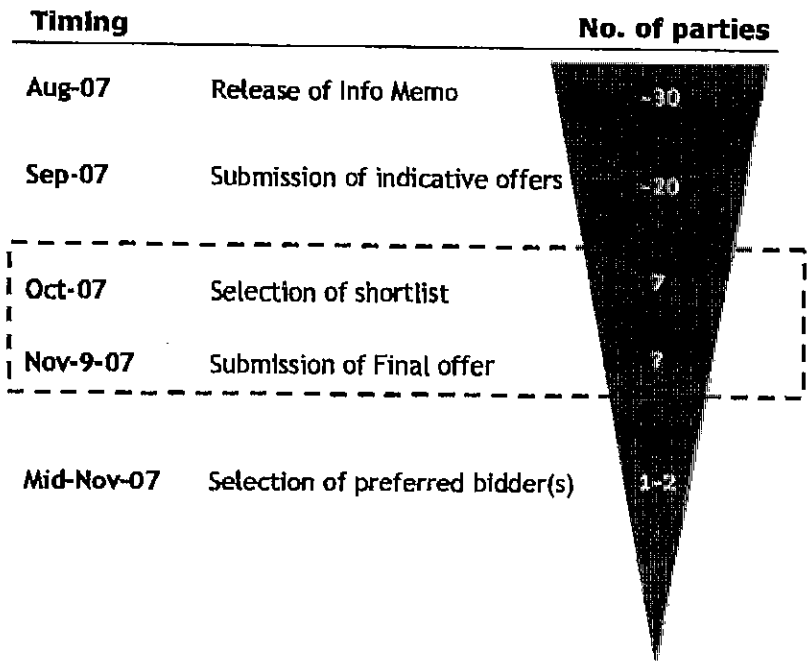 Timing No. of parties
Aug-07 Release of Info Memo ~30
Sep-07 Submission of indicative offers ~20
Oct-07 Selection of shortlist 7
Nov-9-07 Submission of Final offer
Mid-Nov-07 Selection of preferred bidder(s) 1-2